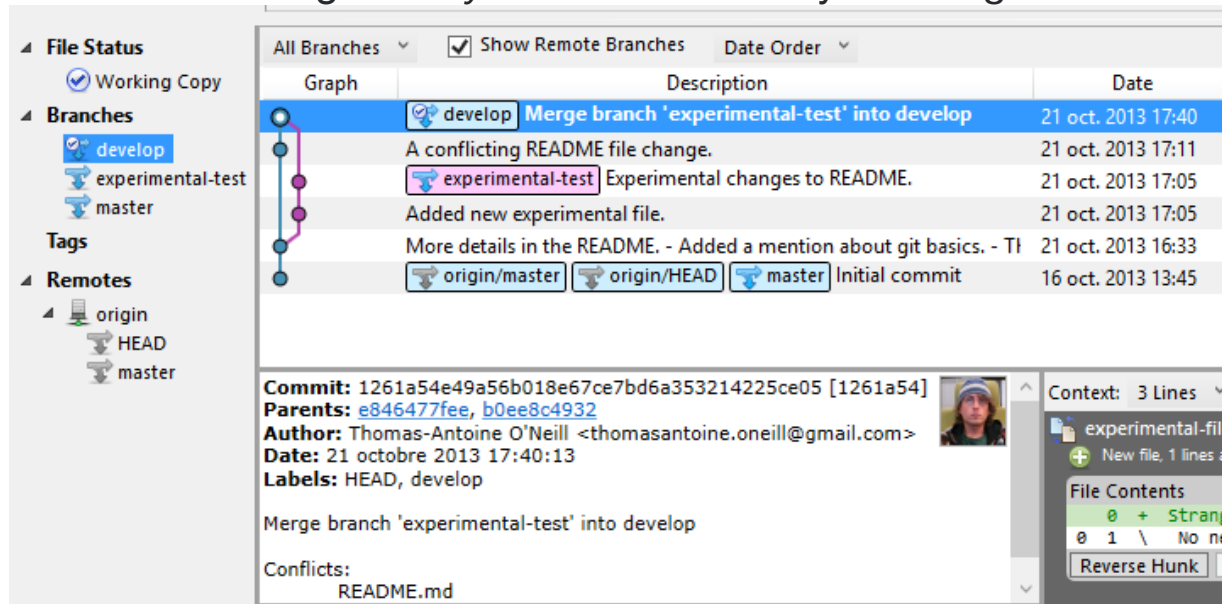 File Status
Working Copy
Branches
develop
experimental-test
master
Tags
Remotes
origin
HEAD
master
All Branches Show Remote Branches Date Order
Graph Description Date
develop Merge branch 'experimental-test' into develop 21 oct. 2013 17:40
A conflicting README file change. 21 oct. 2013 17:11
experimental-test Experimental changes to README. 21 oct. 2013 17:05
Added new experimental file. 21 oct. 2013 17:05
More details in the README. - Added a mention about git basics. - 21 oct. 2013 16:33
origin/master origin/HEAD master Initial commit 16 oct. 2013 13:45
Commit: 1261a54e49a56b018e67ce7bd6a353214225ce05 [1261a54]
Parents: e846477fee, b0ee8c4932
Author: Thomas-Antoine O'Neill <thomasantoine.oneill@gmail.com>
Date: 21 octobre 2013 17:40:13
Labels: HEAD, develop
Merge branch 'experimental-test' into develop
Conflicts:
README.md
Context: 3 Lines
experimental-fil
New file, 1 lines
File Contents
0 + Strang
0 1 \ No
Reverse Hunk